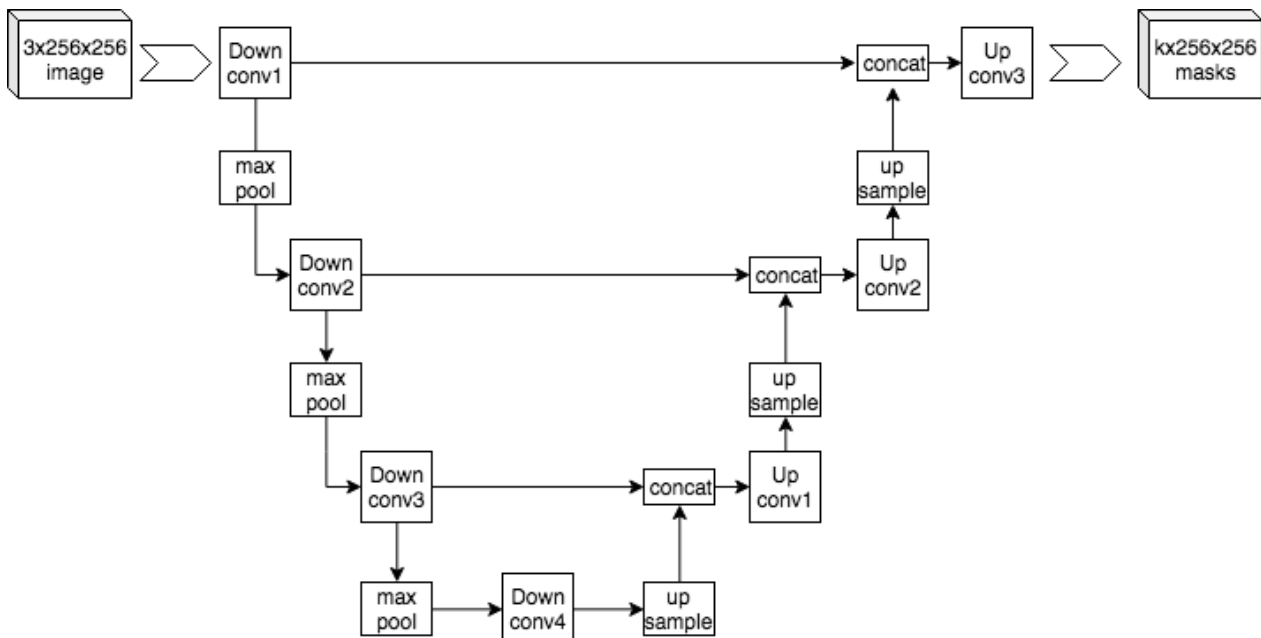 3x256x256
image
Down
conv1
concat
Up
conv3
kx256x256
masks
max
pool
up
sample
Down
conv2
concat
Up
conv2
max
pool
up
sample
Down
conv3
concat
Up
conv1
max
pool
Down
conv4
up
sample